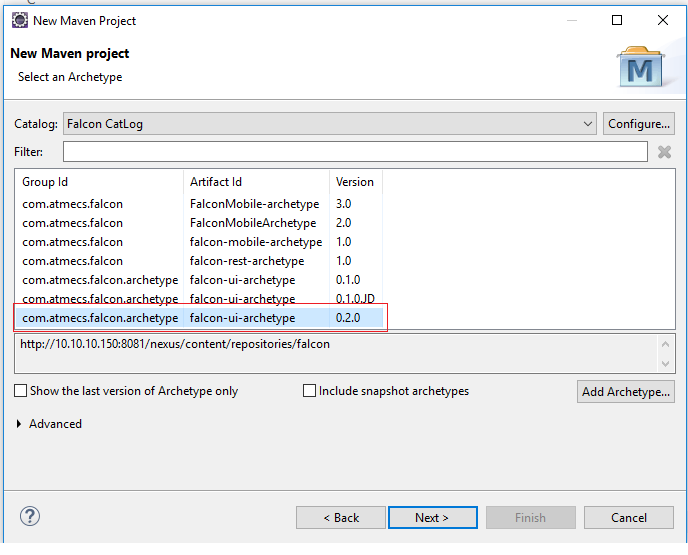 New Maven Project
New Maven project
Select an Archetype
M
Catalog: Falcon CatLog Configure...
Filter:
Group Id Artifact Id Version
com.atmecs.falcon FalconMobile-archetype 3.0
com.atmecs.falcon FalconMobileArchetype 2.0
com.atmecs.falcon falcon-mobile-archetype 1.0
com.atmecs.falcon falcon-rest-archetype 1.0
com.atmecs.falcon.archetype falcon-ui-archetype 0.1.0
com.atmecs.falcon.archetype falcon-ui-archetype 0.1.0.JD
com.atmecs.falcon.archetype falcon-ui-archetype 0.2.0
http://10.10.10.150:8081/nexus/content/repositories/falcon
Show the last version of Archetype only Include snapshot archetypes Add Archetype...
Advanced
? < Back Next > Finish Cancel